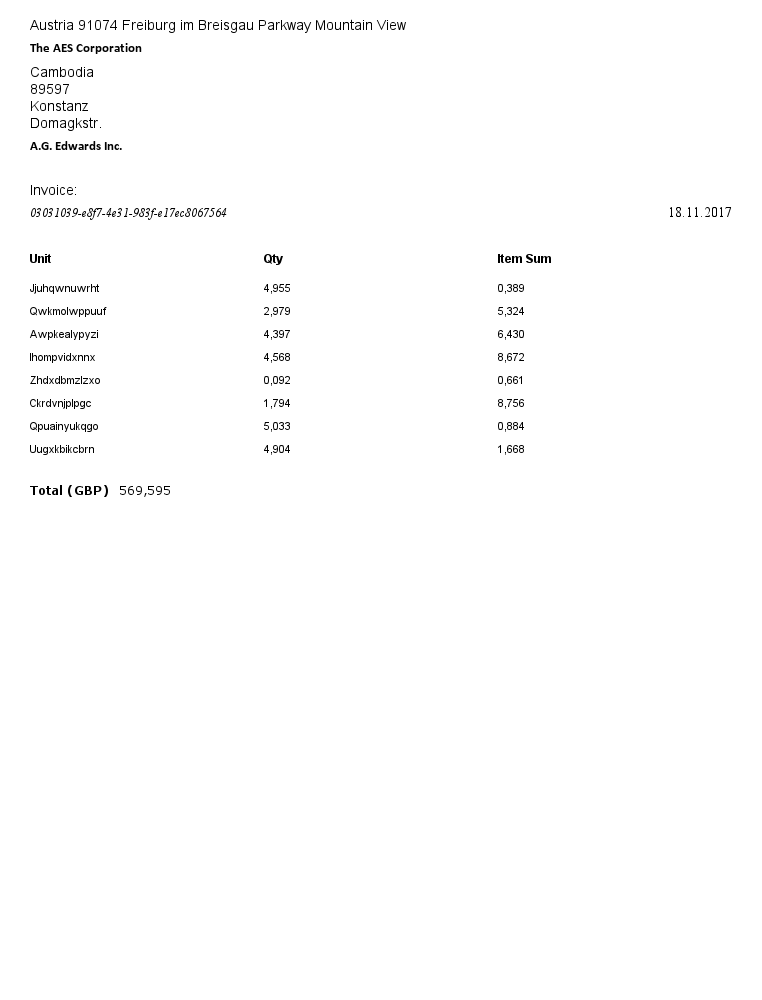 Austria 91074 Freiburg im Breisgau Parkway Mountain View
The AES Corporation
Cambodia
89597
Konstanz
Domagkstr.
A.G. Edwards Inc.
Invoice:
03031039-e8f7-4e31-983f-e17ec8067564 18.11.2017
Unit Qty Item Sum
Jjuhqwnuwrht 4,955 0,389
Qwkmolwppuuf 2,979 5,324
Awpkealypyzi 4,397 6,430
Ihompvidxnnx 4,568 8,672
Zhdxdbmzlzxo 0,092 0,661
Ckrdvnjplpgc 1,794 8,756
Qpuainyukqgo 5,033 0,884
Uugxkbikcbrn 4,904 1,668
Total (GBP) 569,595